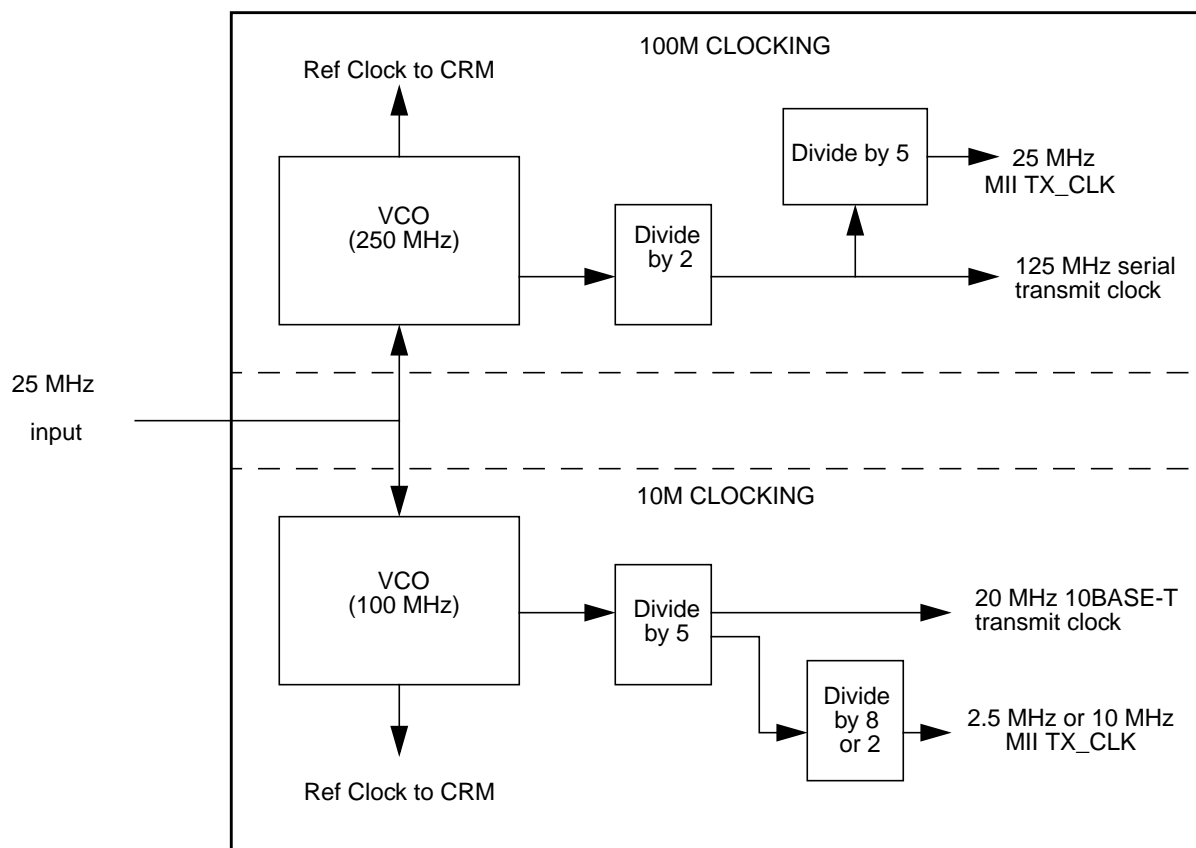 100M CLOCKING
Ref Clock to CRM
Divide by 5
25 MHz
MII TX_CLK
VCO
(250 MHz)
Divide
by 2
125 MHz serial
transmit clock
25 MHz
input
10M CLOCKING
VCO
(100 MHz)
Divide
by 5
20 MHz 10BASE-T
transmit clock
Divide
by 8
or 2
2.5 MHz or 10 MHz
MII TX_CLK
Ref Clock to CRM